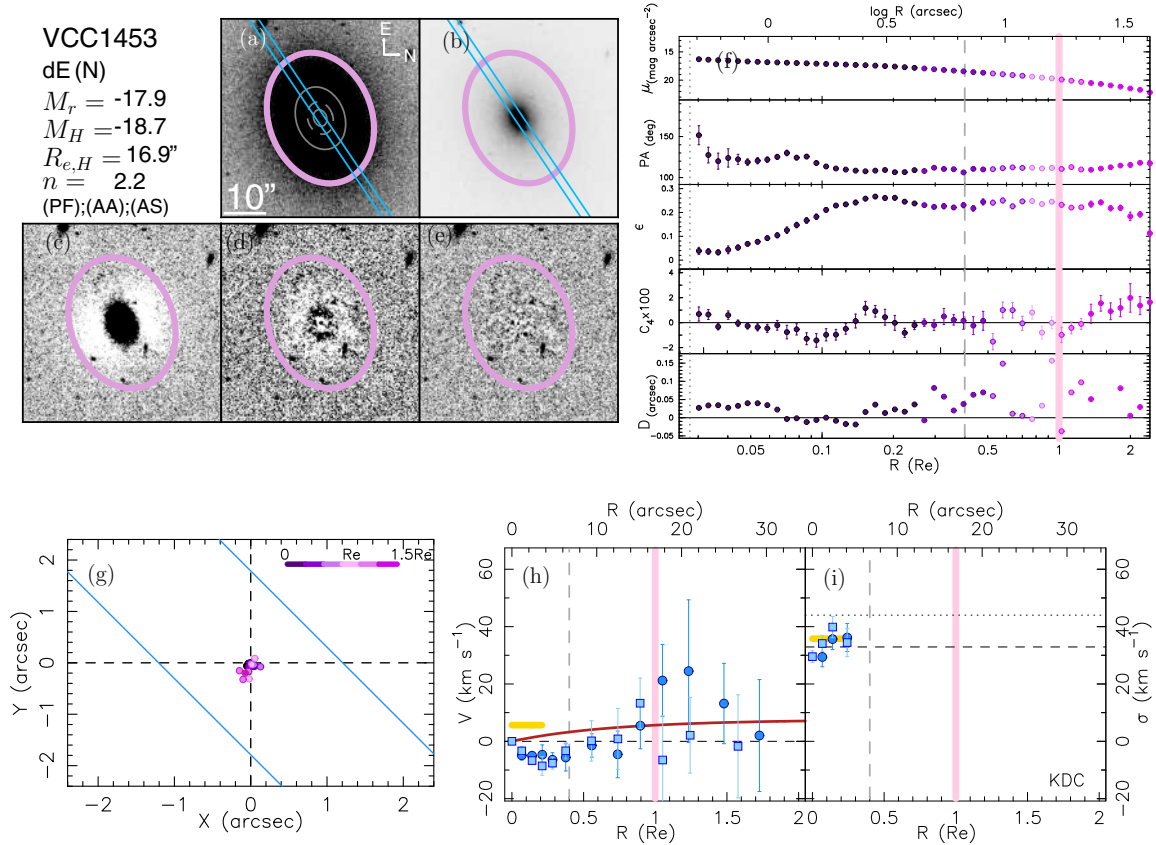 VCC1453
dE(N)
M_r = -17.9
M_H = -18.7
R_e,H = 16.9"
n = 2.2
(PF);(AA);(AS)
(a)
E
N
10"
(b)
(c)
(d)
(e)
log R (arcsec)
0 0.5 1 1.5
(f)
μ(mag arcsec⁻²)
15
20
PA (deg)
150
100
ε
0.3
0.2
0.1
0
C₄×100
2
0
-2
D (arcsec)
0.15
0.1
0.05
0
-0.05
0.05 0.1 0.2 0.5 1 2
R (Re)
(g)
0 Re 1.5Re
Y (arcsec)
2
1
0
−1
−2
−2 −1 0 1 2
X (arcsec)
R (arcsec)
0 10 20 30
(h)
V (km s⁻¹)
60
40
20
0
−20
0 0.5 1 1.5 2
R (Re)
R (arcsec)
0 10 20 30
(i)
σ (km s⁻¹)
60
40
20
0
−20
KDC
0 0.5 1 1.5 2
R (Re)